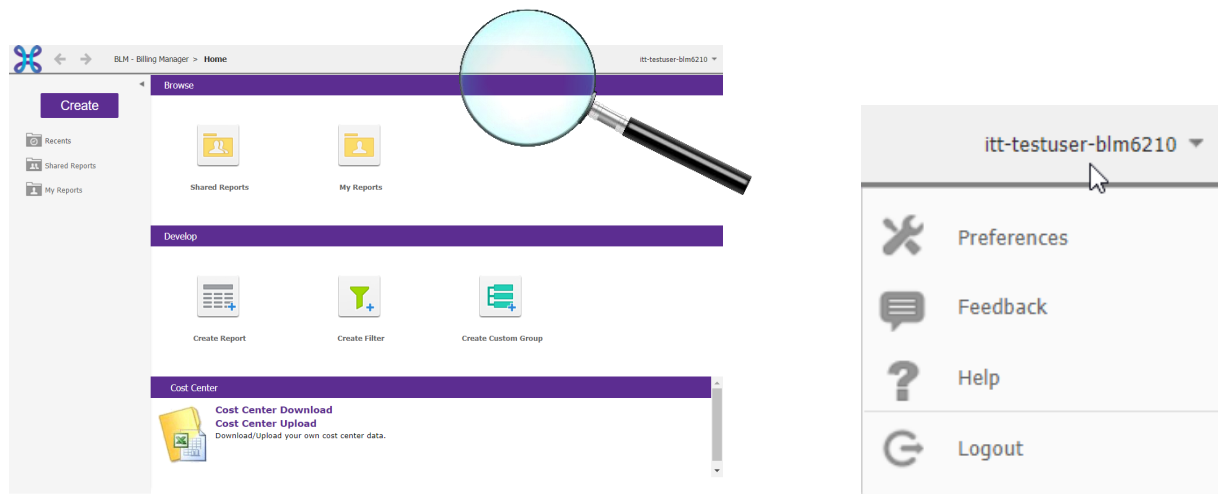 BLM - Billing Manager > Home
itt-testuser-blm6210
Create
Recents
Shared Reports
My Reports
Browse
Shared Reports
My Reports
Develop
Create Report
Create Filter
Create Custom Group
Cost Center
Cost Center Download
Cost Center Upload
Download/Upload your own cost center data.
itt-testuser-blm6210
Preferences
Feedback
Help
Logout